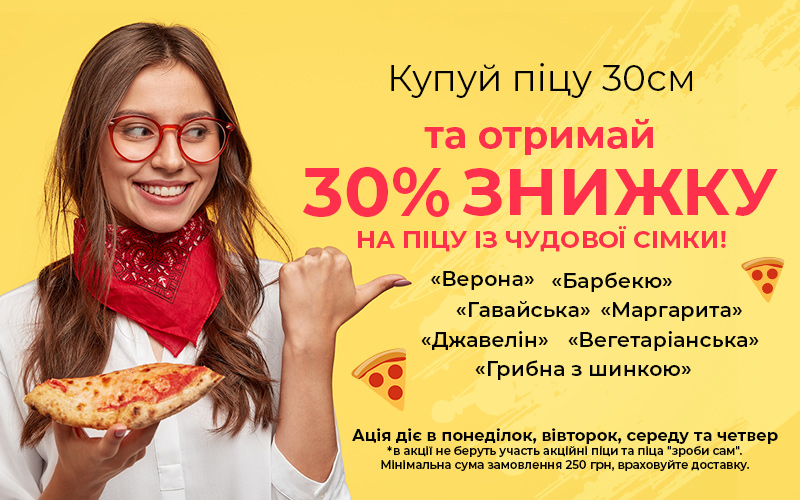 Купуй піцу 30см
та отримай
30% ЗНИЖКУ
НА ПІЦУ ІЗ ЧУДОВОЇ СІМКИ!
«Верона» «Барбекю»
«Гавайська» «Маргарита»
«Джавелін» «Вегетаріанська»
«Грибна з шинкою»
Ація діє в понеділок, вівторок, середу та четвер
*в акції не беруть участь акційні піци та піца "зроби сам".
Мінімальна сума замовлення 250 грн, враховуйте доставку.